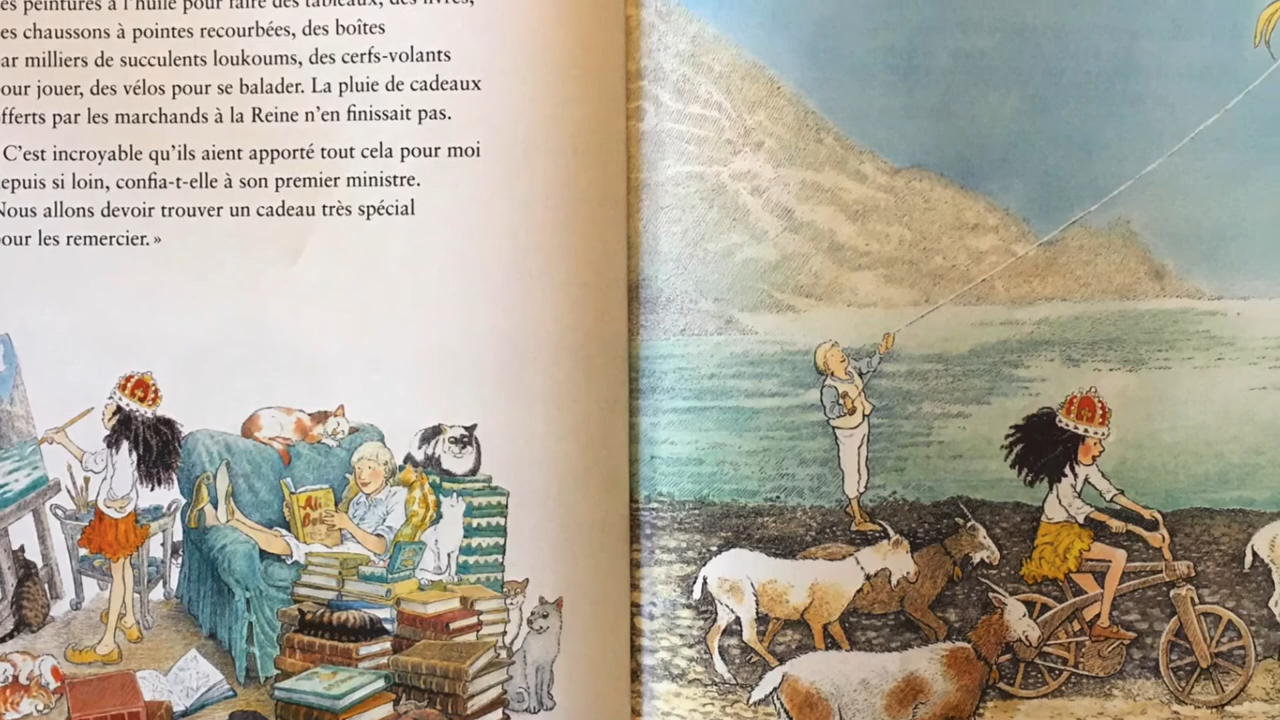 es peintures à l'huile pour faire des tableaux, des livres,
es chaussons à pointes recourbées, des boîtes
ar milliers de succulents loukoums, des cerfs-volants
our jouer, des vélos pour se balader. La pluie de cadeaux
fferts par les marchands à la Reine n'en finissait pas.
C'est incroyable qu'ils aient apporté tout cela pour moi
epuis si loin, confia-t-elle à son premier ministre.
Nous allons devoir trouver un cadeau très spécial
our les remercier. »
Ali